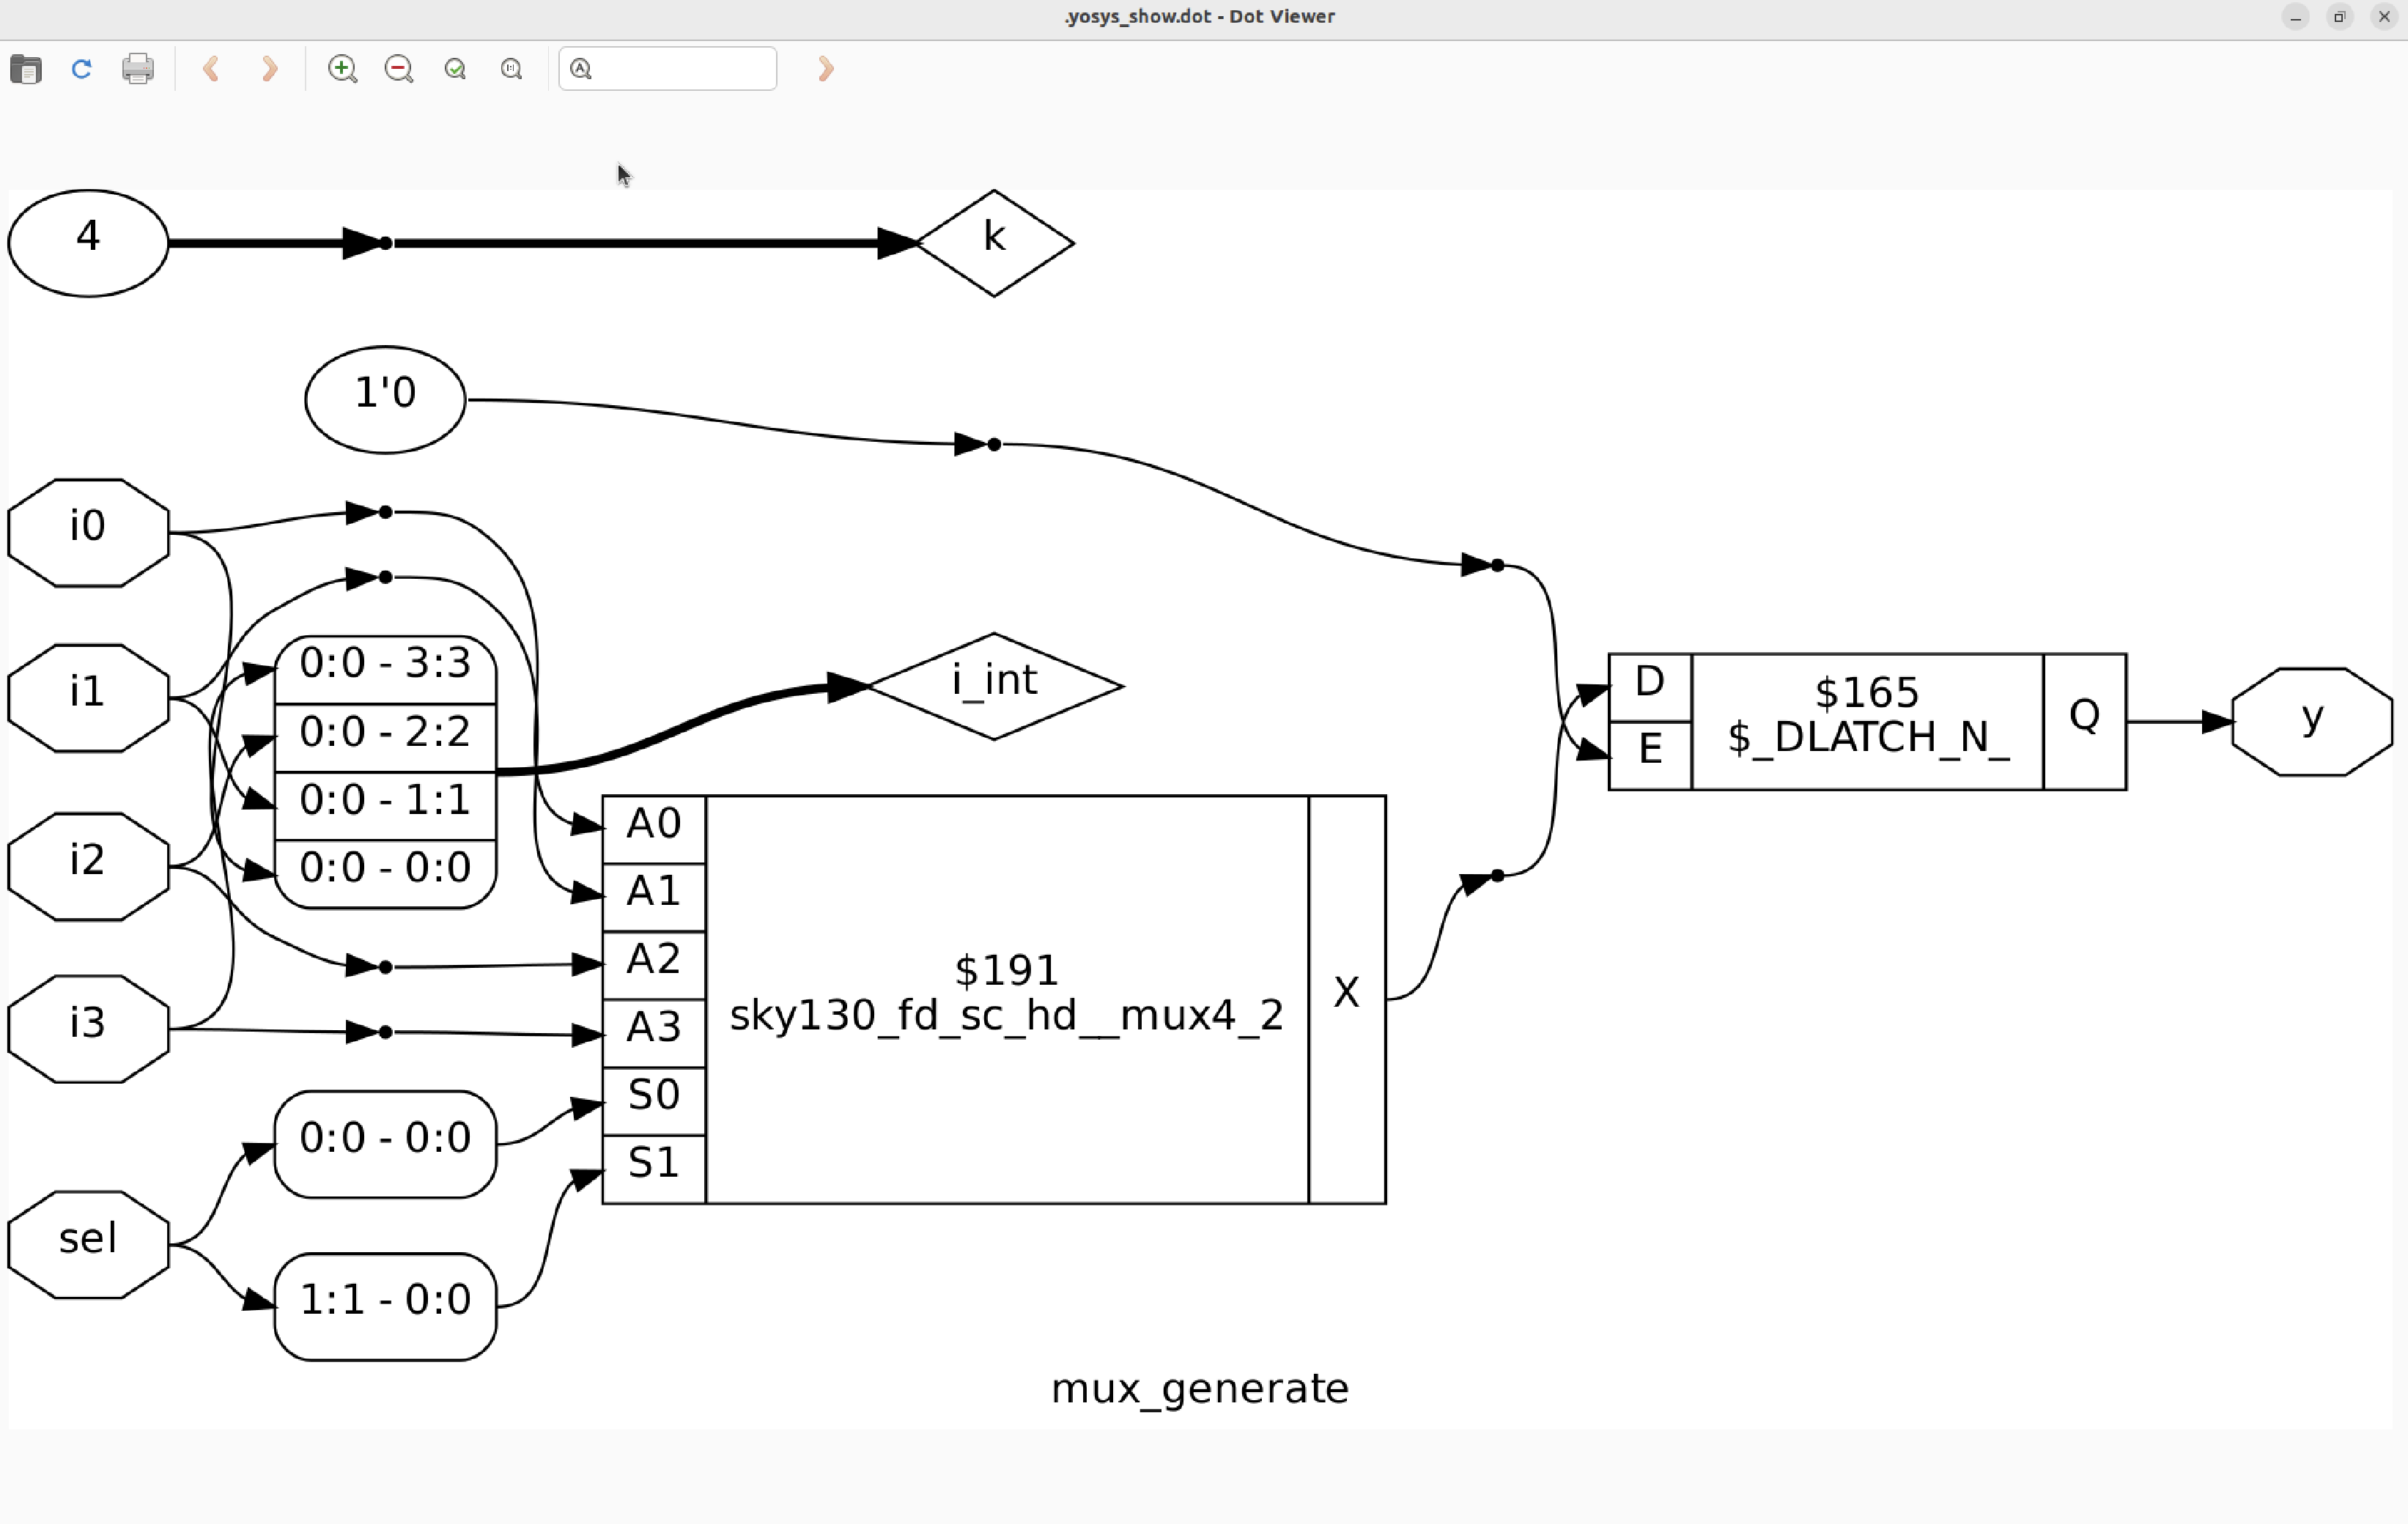 .yosys_show.dot - Dot Viewer
4
k
1'0
i0
i1
i2
i3
sel
0:0 - 3:3
0:0 - 2:2
0:0 - 1:1
0:0 - 0:0
0:0 - 0:0
1:1 - 0:0
i_int
A0
A1
A2
A3
S0
S1
$191
sky130_fd_sc_hd__mux4_2
X
D
E
$165
$_DLATCH_N_
Q
y
mux_generate